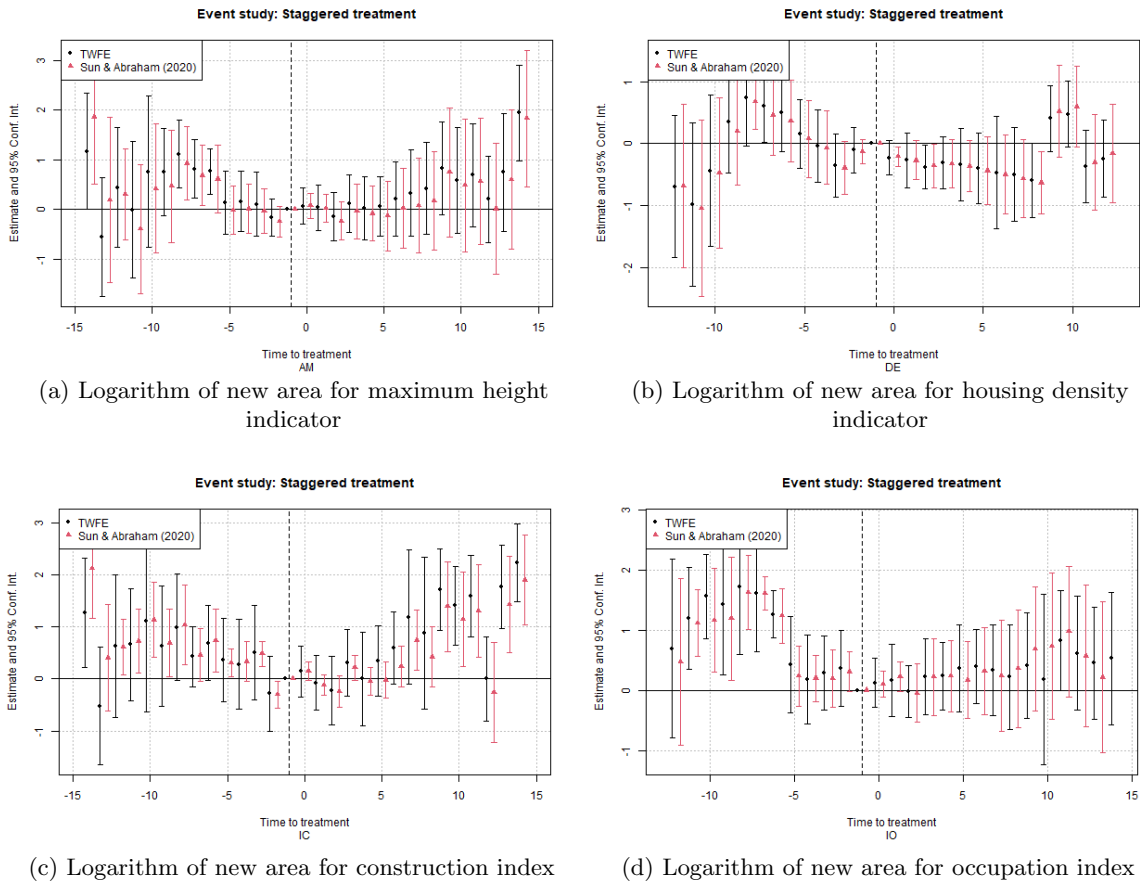 Event study: Staggered treatment
TWFE
Sun & Abraham (2020)
Estimate and 95% Conf.Int.
3
2
1
0
-1
-15 -10 -5 0 5 10 15
Time to treatment
AM
(a) Logarithm of new area for maximum height
indicator
Event study: Staggered treatment
TWFE
Sun & Abraham (2020)
Estimate and 95% Conf.Int.
1
0
-1
-2
-10 -5 0 5 10
Time to treatment
DE
(b) Logarithm of new area for housing density
indicator
Event study: Staggered treatment
TWFE
Sun & Abraham (2020)
Estimate and 95% Conf.Int.
3
2
1
0
-1
-15 -10 -5 0 5 10 15
Time to treatment
IC
(c) Logarithm of new area for construction index
Event study: Staggered treatment
TWFE
Sun & Abraham (2020)
Estimate and 95% Conf.Int.
3
2
1
0
-1
-10 -5 0 5 10 15
Time to treatment
IO
(d) Logarithm of new area for occupation index